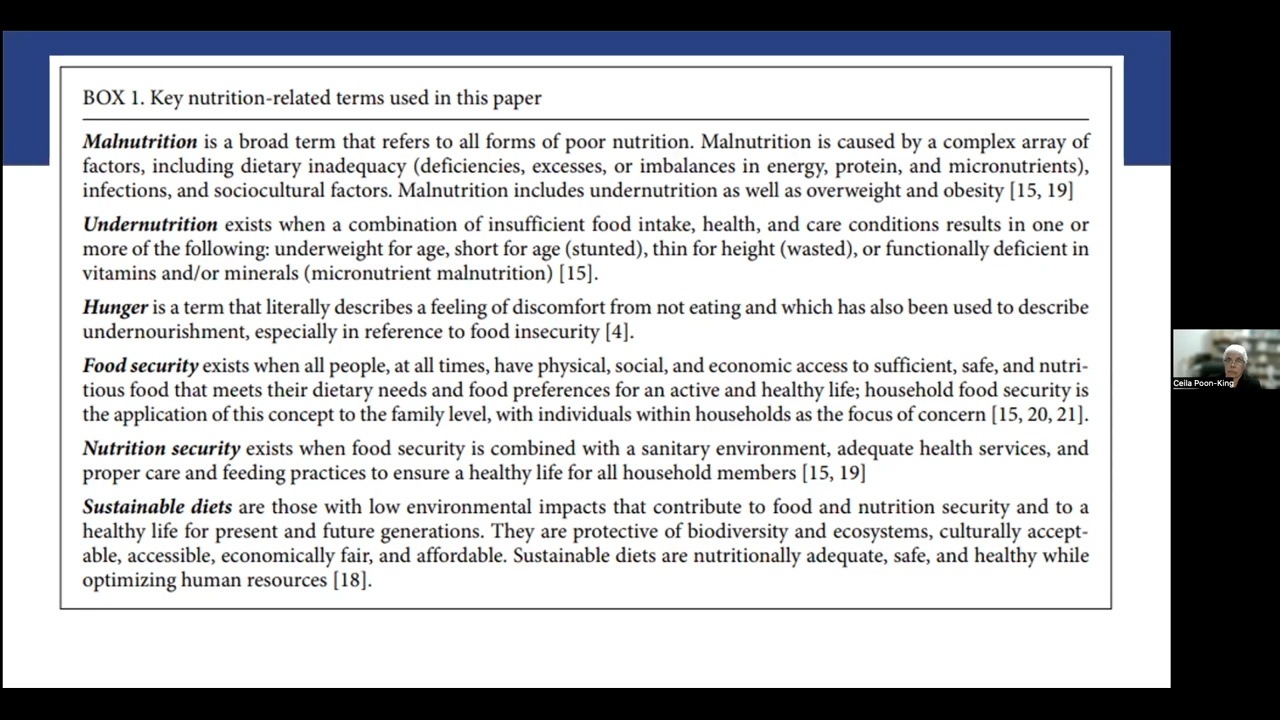 BOX 1. Key nutrition-related terms used in this paper
Malnutrition is a broad term that refers to all forms of poor nutrition. Malnutrition is caused by a complex array of
factors, including dietary inadequacy (deficiencies, excesses, or imbalances in energy, protein, and micronutrients),
infections, and sociocultural factors. Malnutrition includes undernutrition as well as overweight and obesity [15, 19]
Undernutrition exists when a combination of insufficient food intake, health, and care conditions results in one or
more of the following: underweight for age, short for age (stunted), thin for height (wasted), or functionally deficient in
vitamins and/or minerals (micronutrient malnutrition) [15].
Hunger is a term that literally describes a feeling of discomfort from not eating and which has also been used to describe
undernourishment, especially in reference to food insecurity [4].
Food security exists when all people, at all times, have physical, social, and economic access to sufficient, safe, and nutri-
tious food that meets their dietary needs and food preferences for an active and healthy life; household food security is
the application of this concept to the family level, with individuals within households as the focus of concern [15, 20, 21].
Nutrition security exists when food security is combined with a sanitary environment, adequate health services, and
proper care and feeding practices to ensure a healthy life for all household members [15, 19]
Sustainable diets are those with low environmental impacts that contribute to food and nutrition security and to a
healthy life for present and future generations. They are protective of biodiversity and ecosystems, culturally accept-
able, accessible, economically fair, and affordable. Sustainable diets are nutritionally adequate, safe, and healthy while
optimizing human resources [18].
Ceila Poon-King